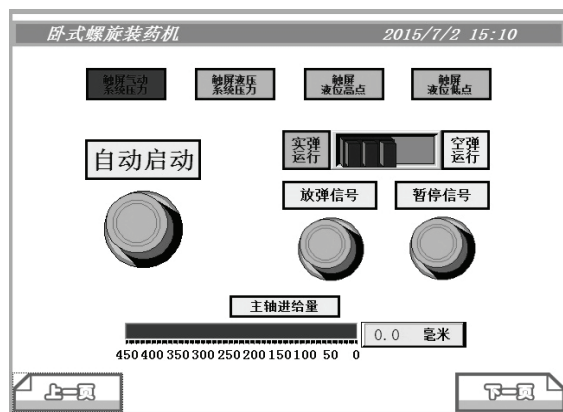 卧式螺旋装药机 2015/7/2 15:10
触屏气动 触屏液压 触屏 触屏
系统压力 系统压力 液位高点 液位低点
自动启动
实弹 空弹
运行 运行
放弹信号 暂停信号
主轴进给量
0.0 毫米
450 400 350 300 250 200 150 100 50 0
上一页 下一页